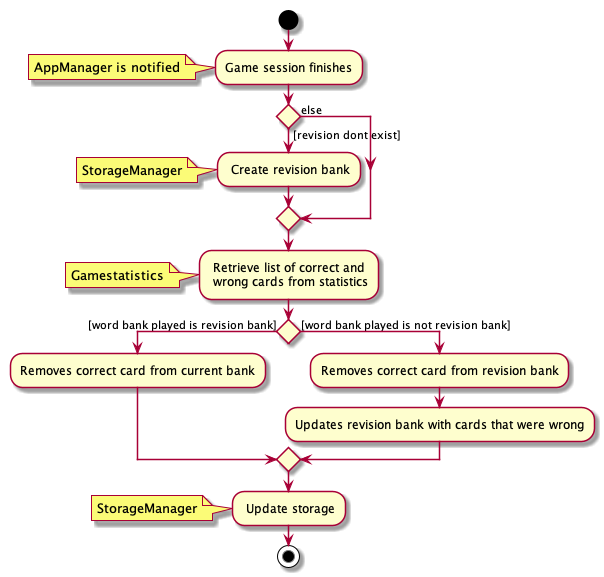 AppManager is notified
Game session finishes
else
[revision dont exist]
StorageManager
Create revision bank
Gamestatistics
Retrieve list of correct and
wrong cards from statistics
[word bank played is revision bank]
[word bank played is not revision bank]
Removes correct card from current bank
Removes correct card from revision bank
Updates revision bank with cards that were wrong
StorageManager
Update storage